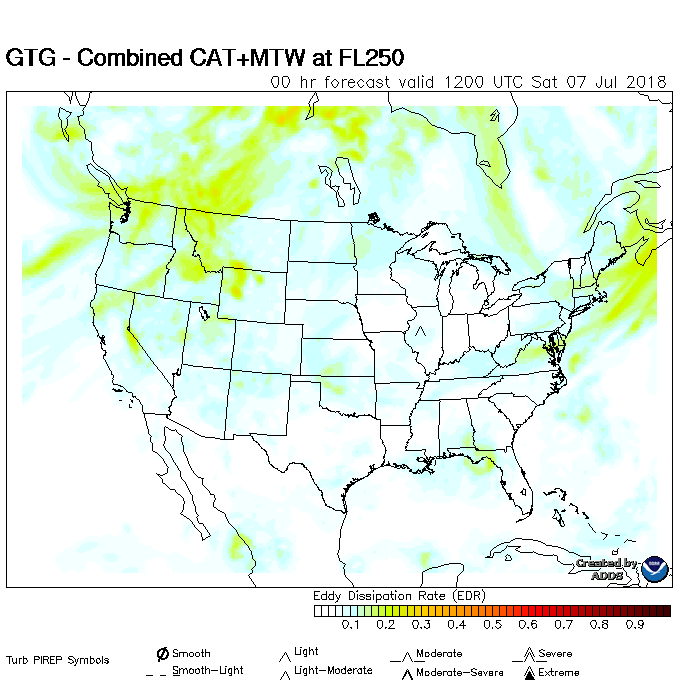 GTG - Combined CAT+MTW at FL250
00 hr forecast valid 1200 UTC Sat 07 Jul 2018
Created by
ADDS
Eddy Dissipation Rate (EDR)
0.1 0.2 0.3 0.4 0.5 0.6 0.7 0.8 0.9
Turb PIREP Symbols
Smooth Light Moderate Severe
Smooth-Light Light-Moderate Moderate-Severe Extreme